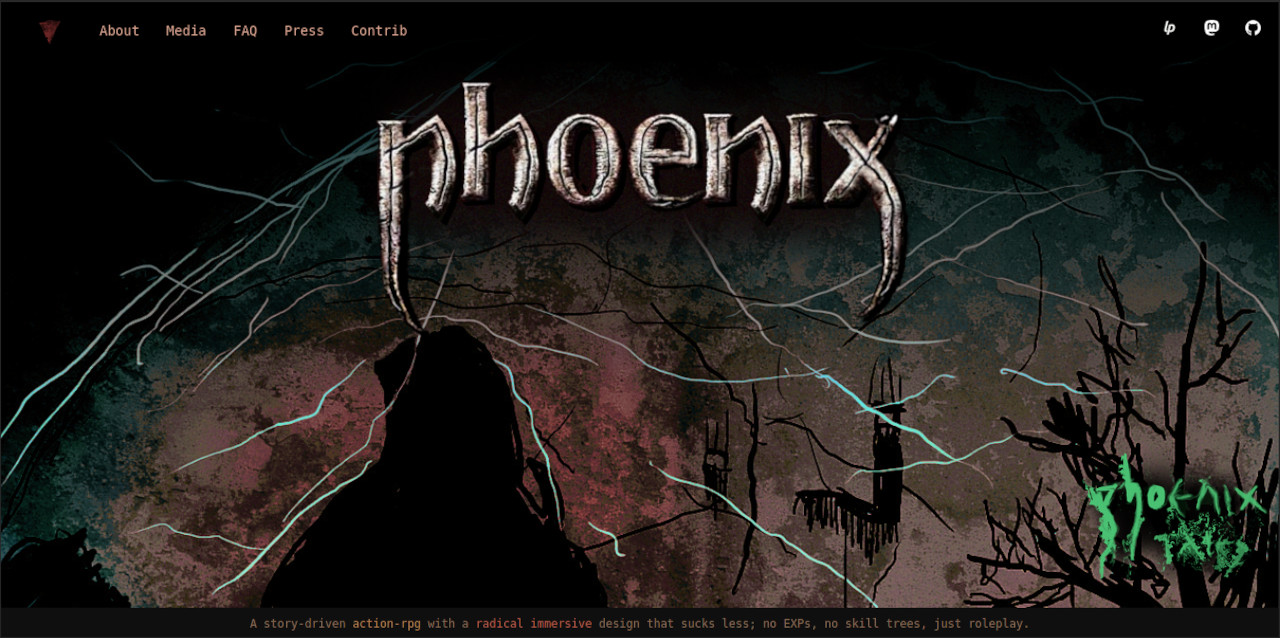 About Media FAQ Press Contrib
phoenix
phoenix
TALES
A story-driven action-rpg with a radical immersive design that sucks less; no EXPs, no skill trees, just roleplay.